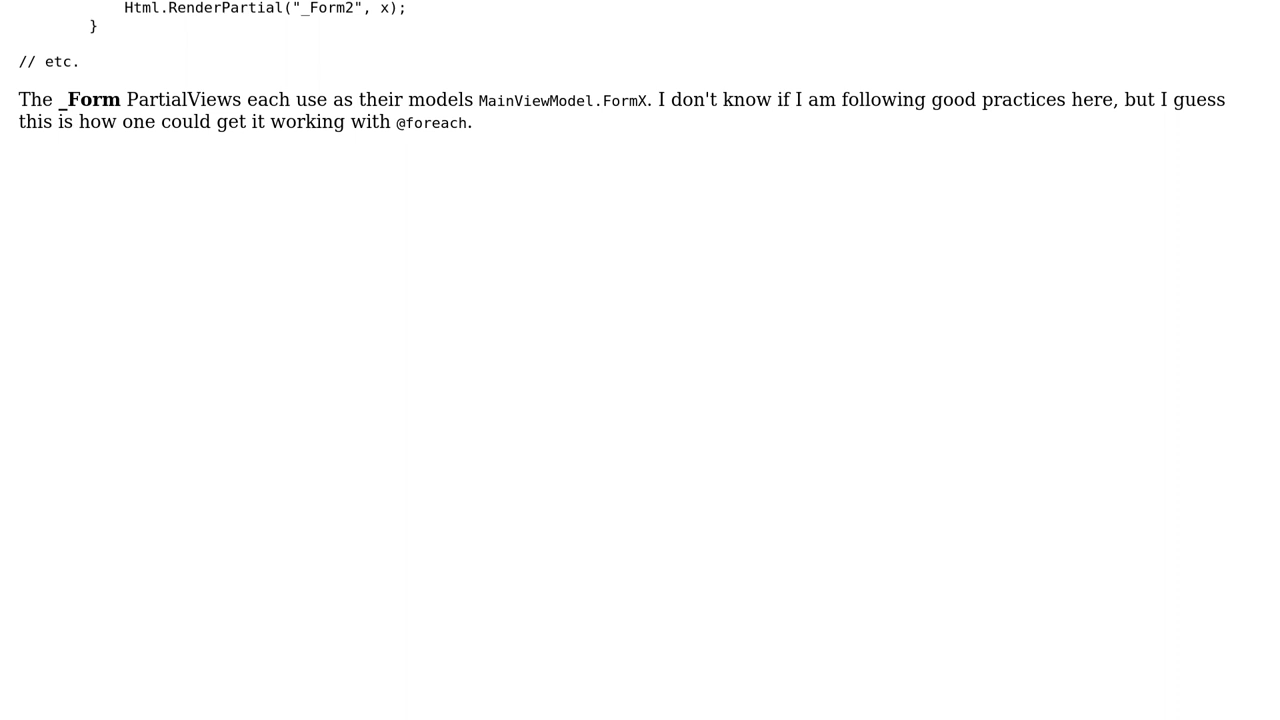 Html.RenderPartial("_Form2", x);
}
// etc.
The _Form PartialViews each use as their models MainViewModel.FormX. I don't know if I am following good practices here, but I guess
this is how one could get it working with @foreach.